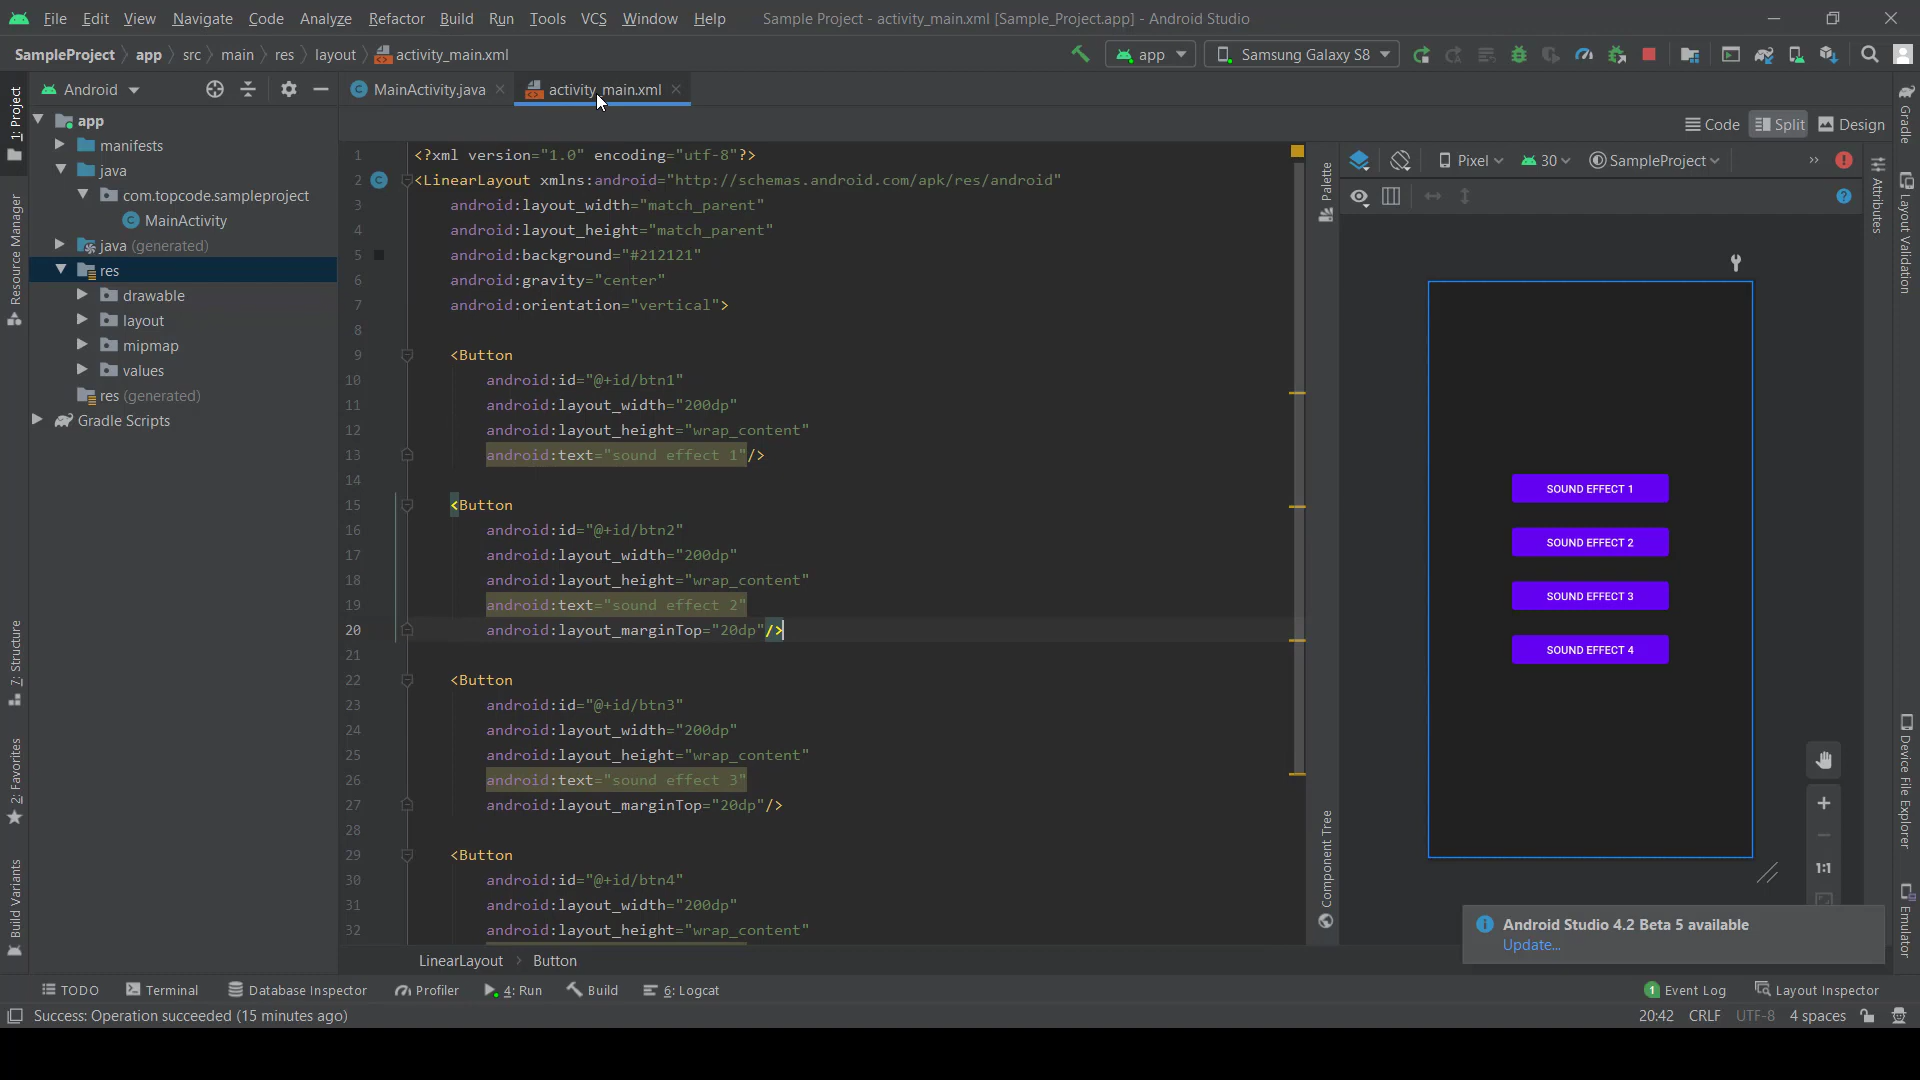 File Edit View Navigate Code Analyze Refactor Build Run Tools VCS Window Help Sample Project - activity_main.xml [Sample_Project.app] - Android Studio
SampleProject app src main res layout activity_main.xml app Samsung Galaxy S8
Android MainActivity.java activity_main.xml
Code Split Design
1: Project
Resource Manager
7: Structure
2: Favorites
Build Variants
app
manifests
java
com.topcode.sampleproject
MainActivity
java (generated)
res
drawable
layout
mipmap
values
res (generated)
Gradle Scripts
1 <?xml version="1.0" encoding="utf-8"?>
2 <LinearLayout xmlns:android="http://schemas.android.com/apk/res/android"
3 android:layout_width="match_parent"
4 android:layout_height="match_parent"
5 android:background="#212121"
6 android:gravity="center"
7 android:orientation="vertical">
8
9 <Button
10 android:id="@+id/btn1"
11 android:layout_width="200dp"
12 android:layout_height="wrap_content"
13 android:text="sound effect 1"/>
14
15 <Button
16 android:id="@+id/btn2"
17 android:layout_width="200dp"
18 android:layout_height="wrap_content"
19 android:text="sound effect 2"
20 android:layout_marginTop="20dp"/>
21
22 <Button
23 android:id="@+id/btn3"
24 android:layout_width="200dp"
25 android:layout_height="wrap_content"
26 android:text="sound effect 3"
27 android:layout_marginTop="20dp"/>
28
29 <Button
30 android:id="@+id/btn4"
31 android:layout_width="200dp"
32 android:layout_height="wrap_content"
LinearLayout Button
Palette
Component Tree
Pixel 30 SampleProject
SOUND EFFECT 1
SOUND EFFECT 2
SOUND EFFECT 3
SOUND EFFECT 4
1:1
Attributes
Gradle
Layout Validation
Device File Explorer
Emulator
Android Studio 4.2 Beta 5 available
Update...
TODO Terminal Database Inspector Profiler 4: Run Build 6: Logcat 1 Event Log Layout Inspector
Success: Operation succeeded (15 minutes ago) 20:42 CRLF UTF-8 4 spaces